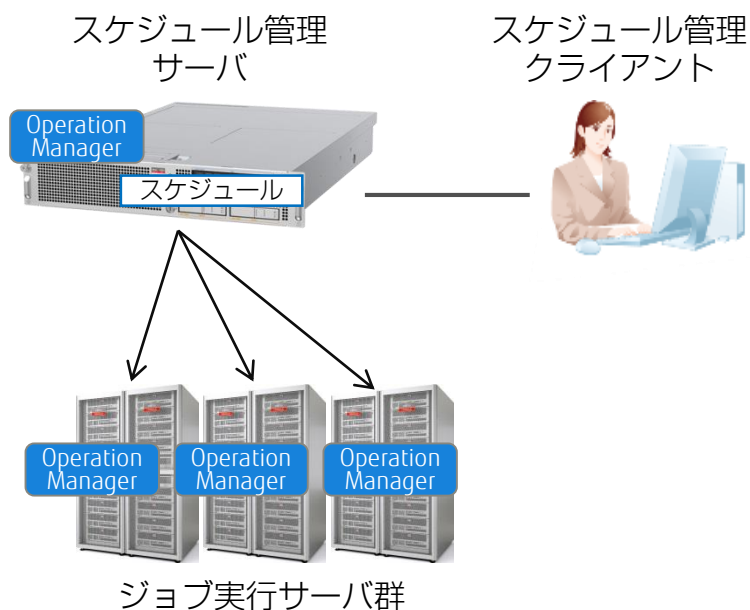 スケジュール管理
サーバ
スケジュール管理
クライアント
Operation
Manager
スケジュール
Operation
Manager
Operation
Manager
Operation
Manager
ジョブ実行サーバ群